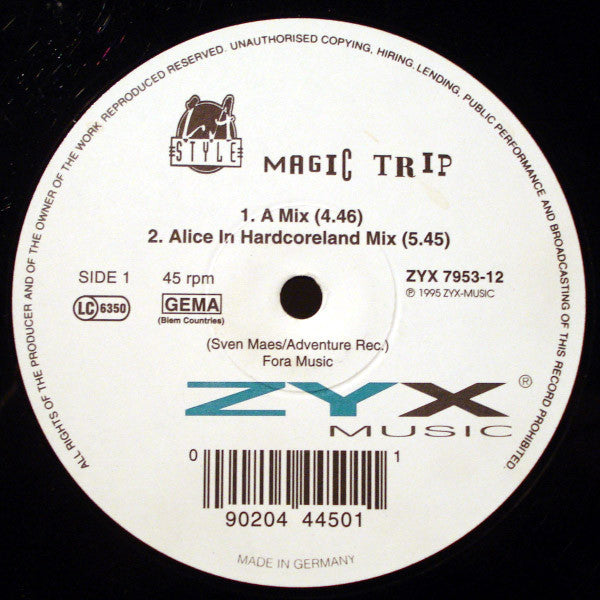 ALL RIGHTS OF THE PRODUCER AND OF THE OWNER OF THE WORK REPRODUCED RESERVED. UNAUTHORISED COPYING, HIRING, LENDING, PUBLIC PERFORMANCE AND BROADCASTING OF THIS RECORD PROHIBITED.
L.A.
STYLE
MAGIC TRIP
1. A Mix (4.46)
2. Alice In Hardcoreland Mix (5.45)
SIDE 1 45 rpm ZYX 7953-12
℗ 1995 ZYX-MUSIC
LC 6350 GEMA
(Biem Countries)
(Sven Maes/Adventure Rec.)
Fora Music
ZYX ®
MUSIC
0 1
90204 44501
MADE IN GERMANY